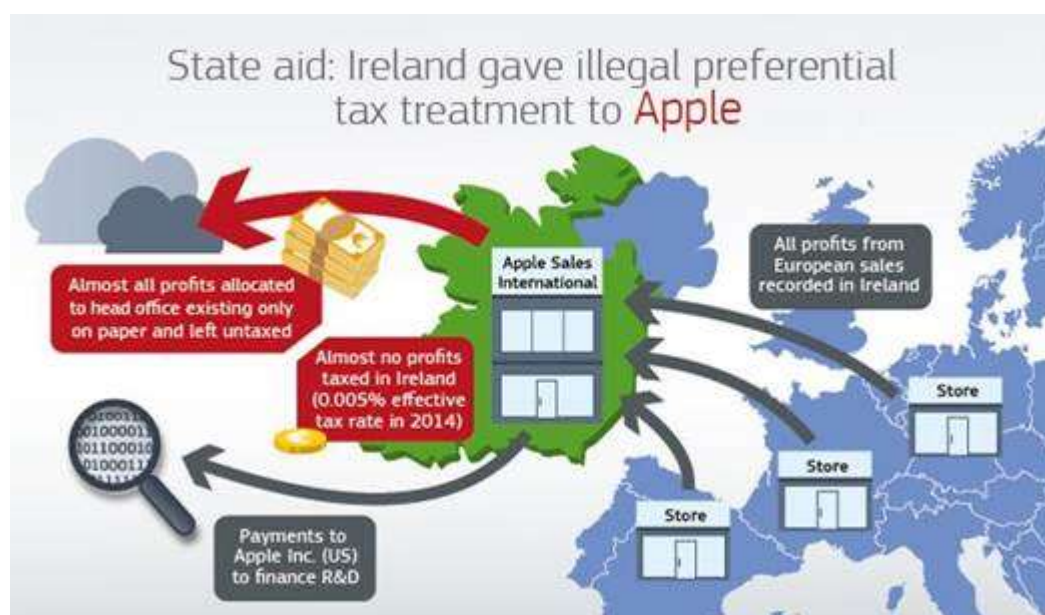 State aid: Ireland gave illegal preferential
tax treatment to Apple
Almost all profits allocated
to head office existing only
on paper and left untaxed
Apple Sales
International
All profits from
European sales
recorded in Ireland
Almost no profits
taxed in Ireland
(0.005% effective
tax rate in 2014)
Store
Store
Store
Payments to
Apple Inc. (US)
to finance R&D